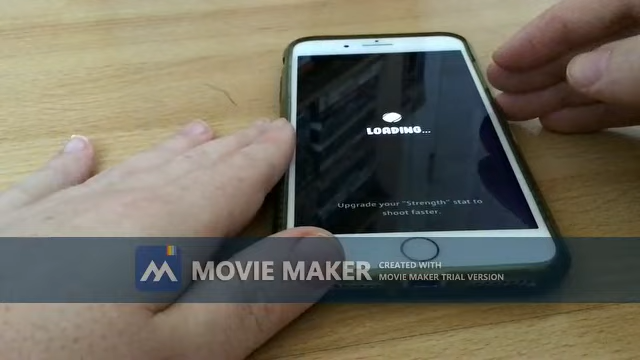 LOADING...
Upgrade your "Strength" stat to
shoot faster.
MOVIE MAKER
CREATED WITH
MOVIE MAKER TRIAL VERSION